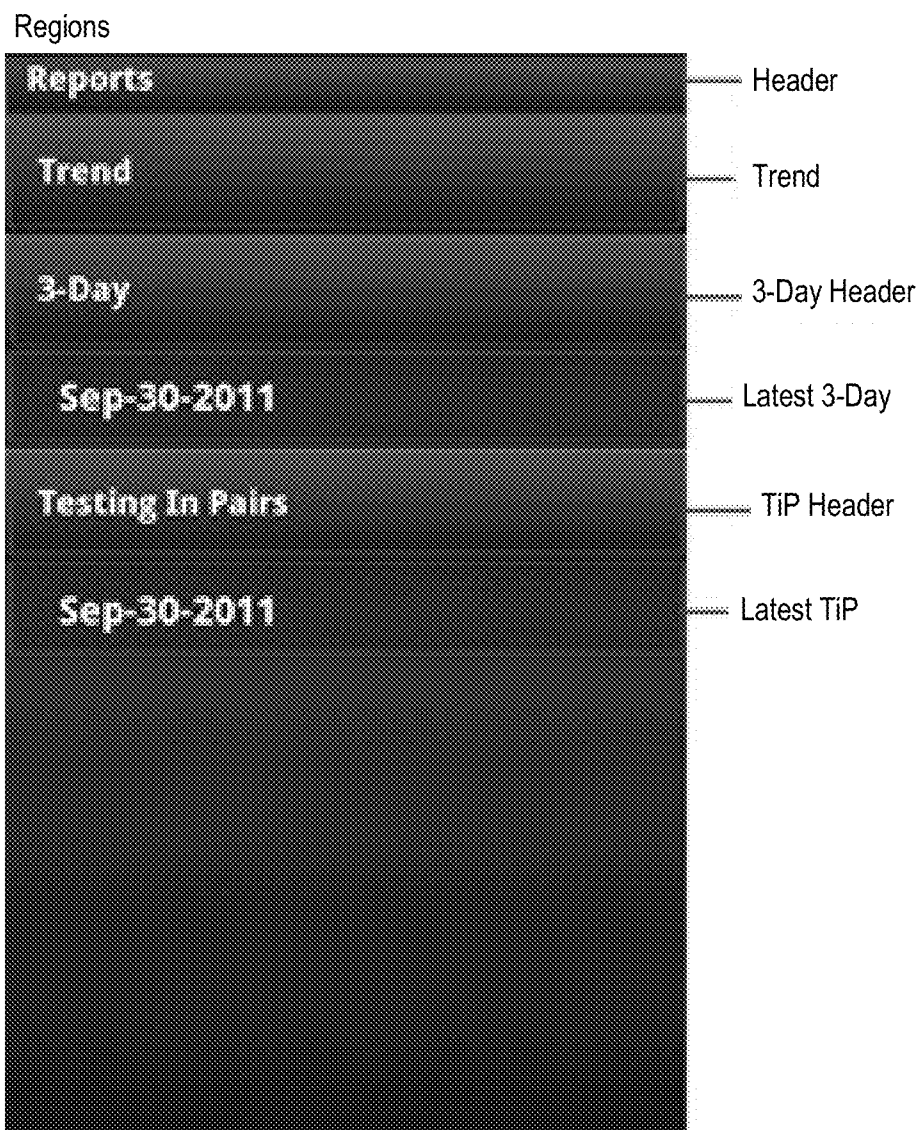 Regions
Reports
Header
Trend
Trend
3-Day
3-Day Header
Sep-30-2011
Latest 3-Day
Testing In Pairs
TiP Header
Sep-30-2011
Latest TiP